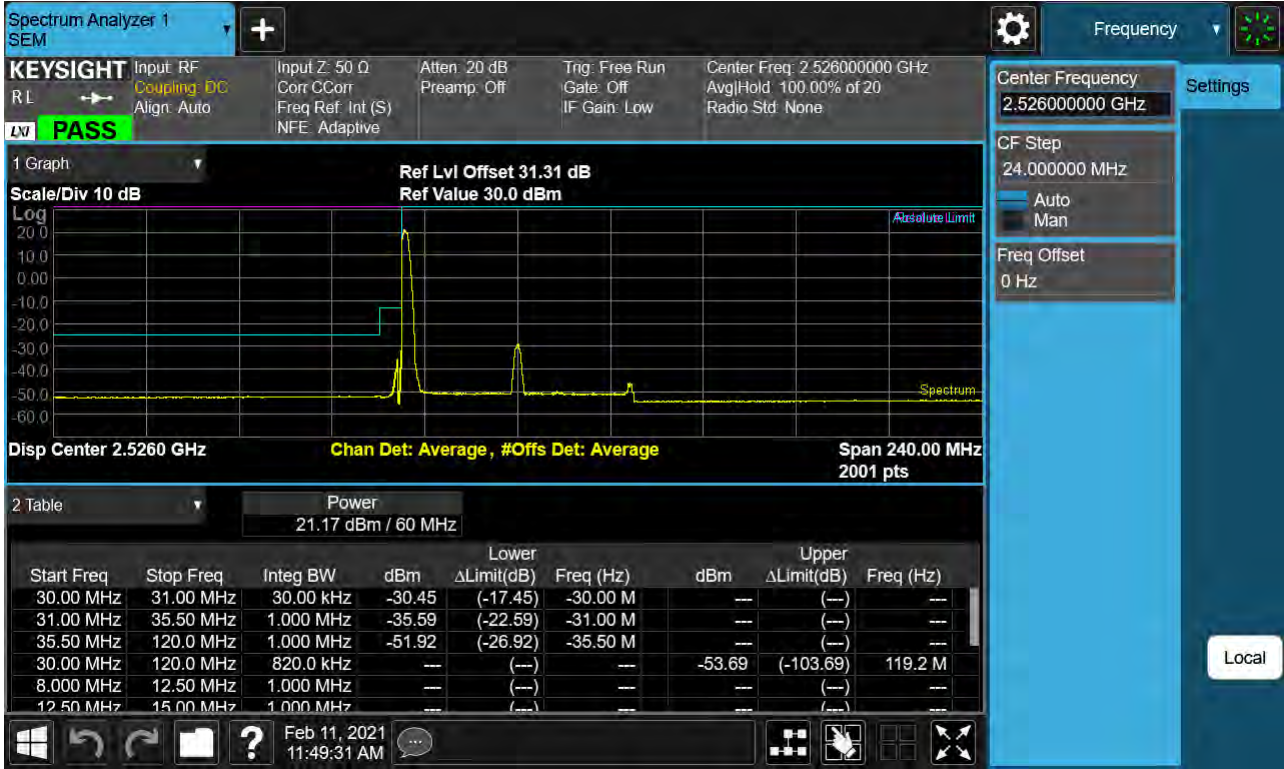 Spectrum Analyzer 1
SEM
+
Frequency
KEYSIGHT
R L
LXI
PASS
Input: RF
Coupling: DC
Align: Auto
Input Z: 50 Ω
Corr CCorr
Freq Ref: Int (S)
NFE: Adaptive
Atten: 20 dB
Preamp: Off
Trig: Free Run
Gate: Off
IF Gain: Low
Center Freq: 2.526000000 GHz
Avg|Hold: 100.00% of 20
Radio Std: None
Center Frequency
2.526000000 GHz
Settings
CF Step
24.000000 MHz
Auto
Man
Freq Offset
0 Hz
Local
1 Graph
Scale/Div 10 dB
Ref Lvl Offset 31.31 dB
Ref Value 30.0 dBm
Log
Absolute Limit
20.0
10.0
0.00
-10.0
-20.0
-30.0
-40.0
-50.0
-60.0
Spectrum
Disp Center 2.5260 GHz
Chan Det: Average, #Offs Det: Average
Span 240.00 MHz
2001 pts
2 Table
Power
21.17 dBm / 60 MHz
Lower Upper
Start Freq Stop Freq Integ BW dBm ΔLimit(dB) Freq (Hz) dBm ΔLimit(dB) Freq (Hz)
30.00 MHz 31.00 MHz 30.00 kHz -30.45 (-17.45) -30.00 M --- (---) ---
31.00 MHz 35.50 MHz 1.000 MHz -35.59 (-22.59) -31.00 M --- (---) ---
35.50 MHz 120.0 MHz 1.000 MHz -51.92 (-26.92) -35.50 M --- (---) ---
30.00 MHz 120.0 MHz 820.0 kHz --- (---) --- -53.69 (-103.69) 119.2 M
8.000 MHz 12.50 MHz 1.000 MHz --- (---) --- --- (---) ---
12.50 MHz 15.00 MHz 1.000 MHz --- (---) --- --- (---) ---
?
Feb 11, 2021
11:49:31 AM